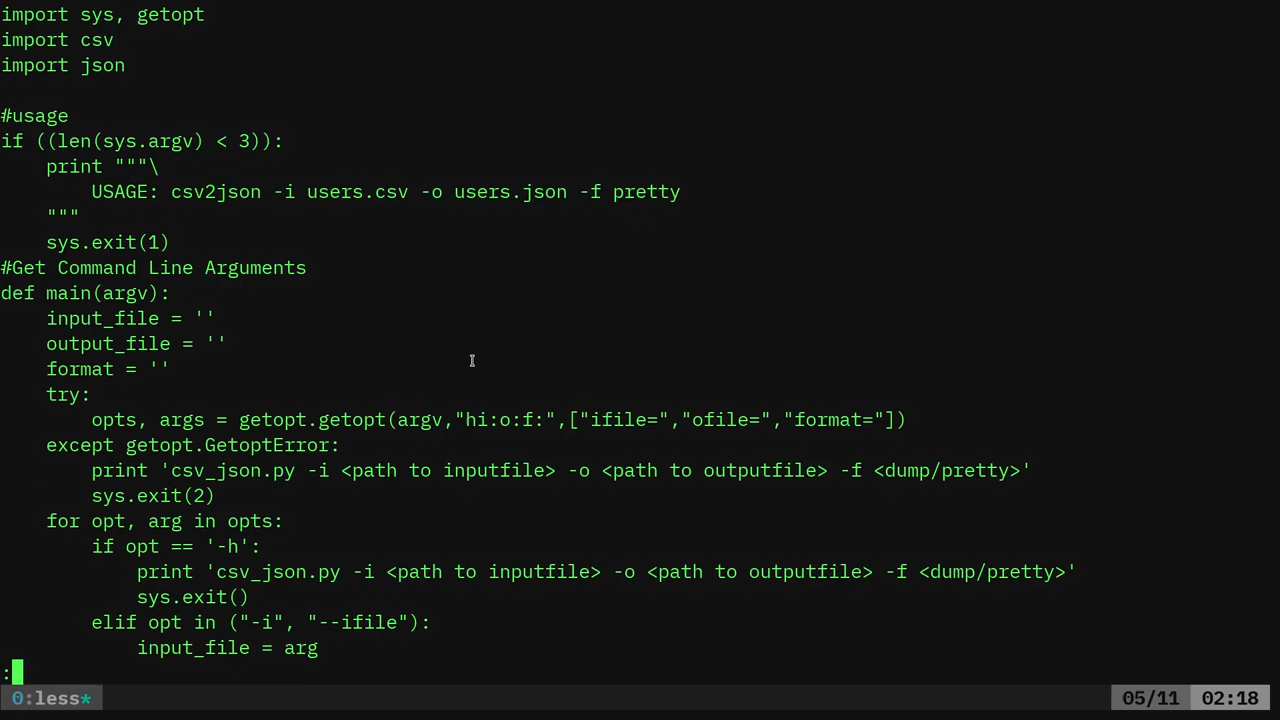 import sys, getopt
import csv
import json

#usage
if ((len(sys.argv) < 3)):
    print """\
        USAGE: csv2json -i users.csv -o users.json -f pretty
    """
    sys.exit(1)
#Get Command Line Arguments
def main(argv):
    input_file = ''
    output_file = ''
    format = ''
    try:
        opts, args = getopt.getopt(argv,"hi:o:f:",["ifile=","ofile=","format="])
    except getopt.GetoptError:
        print 'csv_json.py -i <path to inputfile> -o <path to outputfile> -f <dump/pretty>'
        sys.exit(2)
    for opt, arg in opts:
        if opt == '-h':
            print 'csv_json.py -i <path to inputfile> -o <path to outputfile> -f <dump/pretty>'
            sys.exit()
        elif opt in ("-i", "--ifile"):
            input_file = arg
:
0:less* 05/11 02:18